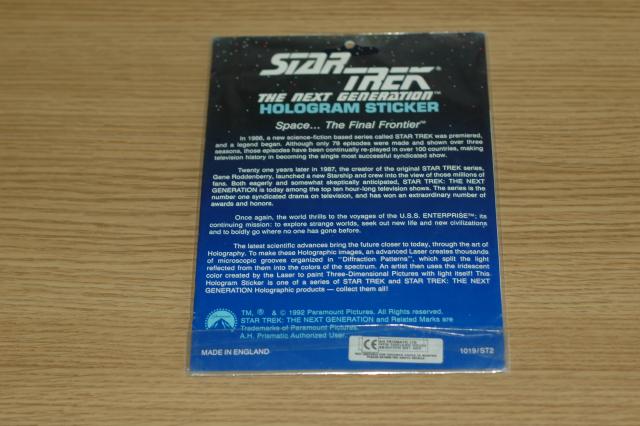 STAR TREK
THE NEXT GENERATION™
HOLOGRAM STICKER
Space... The Final Frontier™
In 1966, a new science-fiction based series called STAR TREK was premiered,
and a legend began. Although only 79 episodes were made and shown over three
seasons, those episodes have been continually re-played in over 100 countries, making
television history in becoming the single most successful syndicated show.
Twenty one years later in 1987, the creator of the original STAR TREK series,
Gene Roddenberry, launched a new Starship and crew into the view of those millions of
fans. Both eagerly and somewhat skeptically anticipated, STAR TREK: THE NEXT
GENERATION is today among the top ten hour-long television shows. The series is the
number one syndicated drama on television, and has won an extraordinary number of
awards and honors.
Once again, the world thrills to the voyages of the U.S.S. ENTERPRISE™; its
continuing mission: to explore strange worlds, seek out new life and new civilizations
and to boldly go where no one has gone before.
The latest scientific advances bring the future closer to today, through the art of
Holography. To make these Holographic images, an advanced Laser creates thousands
of microscopic grooves organized in "Diffraction Patterns", which split the light
reflected from them into the colors of the spectrum. An artist then uses the iridescent
color created by the Laser to paint Three-Dimensional Pictures with light itself! This
Hologram Sticker is one of a series of STAR TREK and STAR TREK: THE NEXT
GENERATION Holographic products — collect them all!
TM, ® & © 1992 Paramount Pictures. All rights reserved.
STAR TREK: THE NEXT GENERATION and Related Marks are
Trademarks of Paramount Pictures.
A.H. Prismatic Authorized User.
MADE IN ENGLAND
CE
1019/ST2